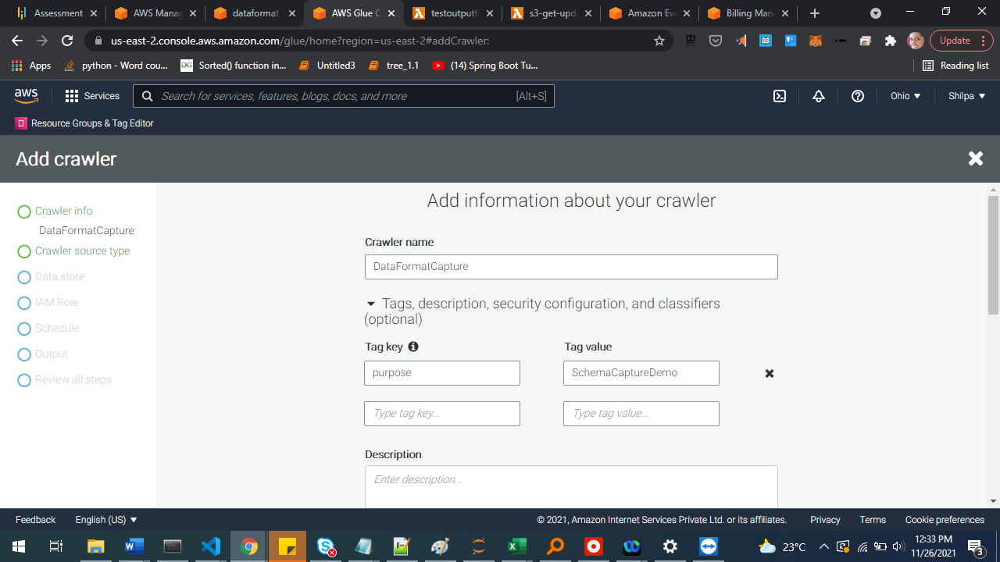 Assessment
AWS Manag
dataformat
AWS Glue C
testoutputf
s3-get-upda
Amazon Eve
Billing Mana
us-east-2.console.aws.amazon.com/glue/home?region=us-east-2#addCrawler:
Update
Apps
python - Word cou...
Sorted() function in...
Untitled3
tree_1.1
(14) Spring Boot Tu...
Reading list
aws
Services
Search for services, features, blogs, docs, and more
[Alt+S]
Ohio
Shilpa
Resource Groups & Tag Editor
Add crawler
Crawler info
DataFormatCapture
Crawler source type
Data store
IAM Role
Schedule
Output
Review all steps
Add information about your crawler
Crawler name
DataFormatCapture
Tags, description, security configuration, and classifiers
(optional)
Tag key
Tag value
purpose
SchemaCaptureDemo
Type tag key...
Type tag value...
Description
Enter description...
Feedback
English (US)
© 2021, Amazon Internet Services Private Ltd. or its affiliates.
Privacy
Terms
Cookie preferences
23°C
12:33 PM
11/26/2021
3